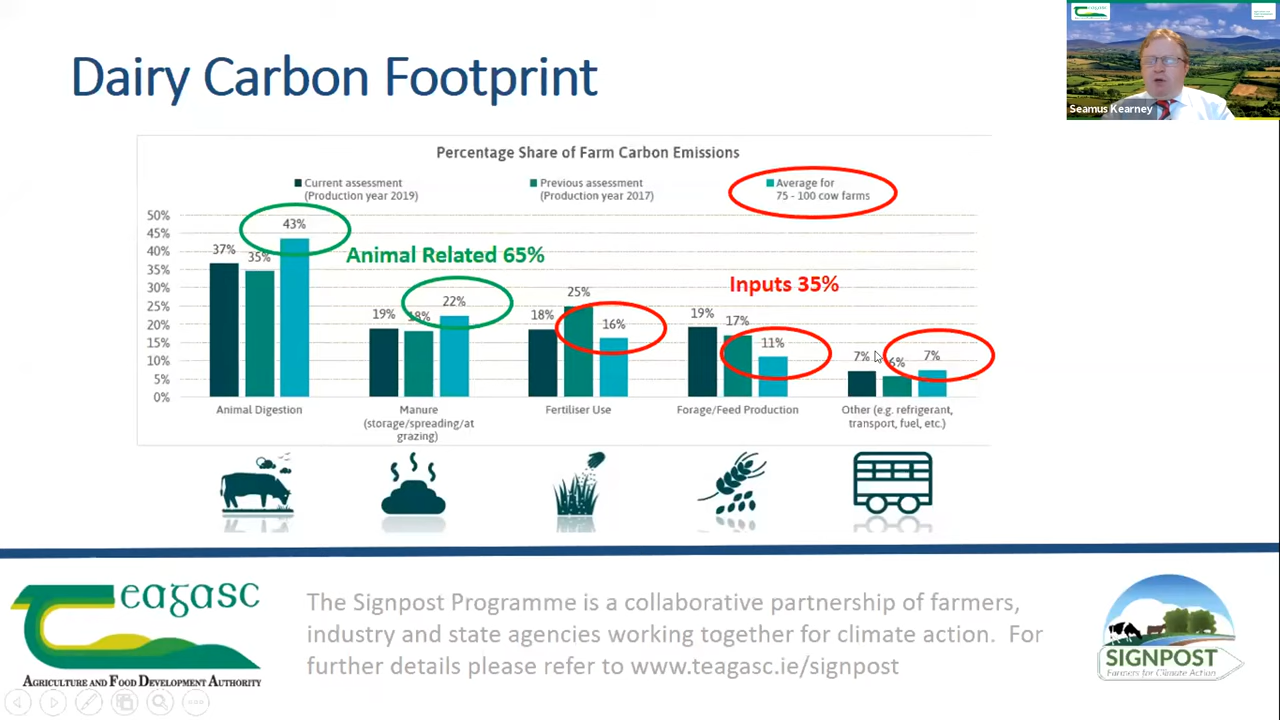 Dairy Carbon Footprint
Teagasc
Seamus Kearney
Percentage Share of Farm Carbon Emissions
Current assessment
(Production year 2019)
Previous assessment
(Production year 2017)
Average for
75 - 100 cow farms
50%
45%
40%
35%
30%
25%
20%
15%
10%
5%
0%
37%
35%
43%
Animal Related 65%
19%
18%
22%
18%
25%
16%
Inputs 35%
19%
17%
11%
7%
6%
7%
Animal Digestion
Manure
(storage/spreading/at
grazing)
Fertiliser Use
Forage/Feed Production
Other (e.g. refrigerant,
transport, fuel, etc.)
Teagasc
AGRICULTURE AND FOOD DEVELOPMENT AUTHORITY
The Signpost Programme is a collaborative partnership of farmers,
industry and state agencies working together for climate action.  For
further details please refer to www.teagasc.ie/signpost
SIGNPOST
Farmers for Climate Action